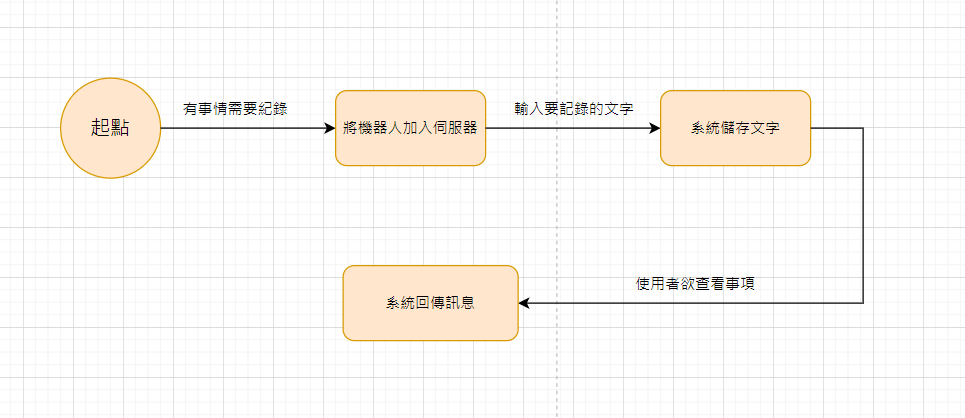 起點
有事情需要紀錄
將機器人加入伺服器
輸入要記錄的文字
系統儲存文字
使用者欲查看事項
系統回傳訊息